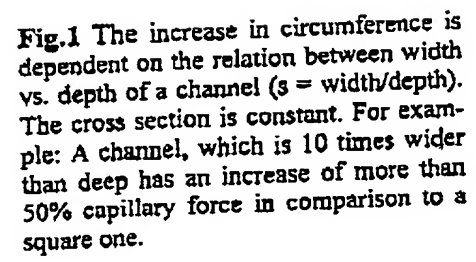 Fig.1 The increase in circumference is
dependent on the relation between width
vs. depth of a channel (s = width/depth).
The cross section is constant. For exam-
ple: A channel, which is 10 times wider
than deep has an increase of more than
50% capillary force in comparison to a
square one.